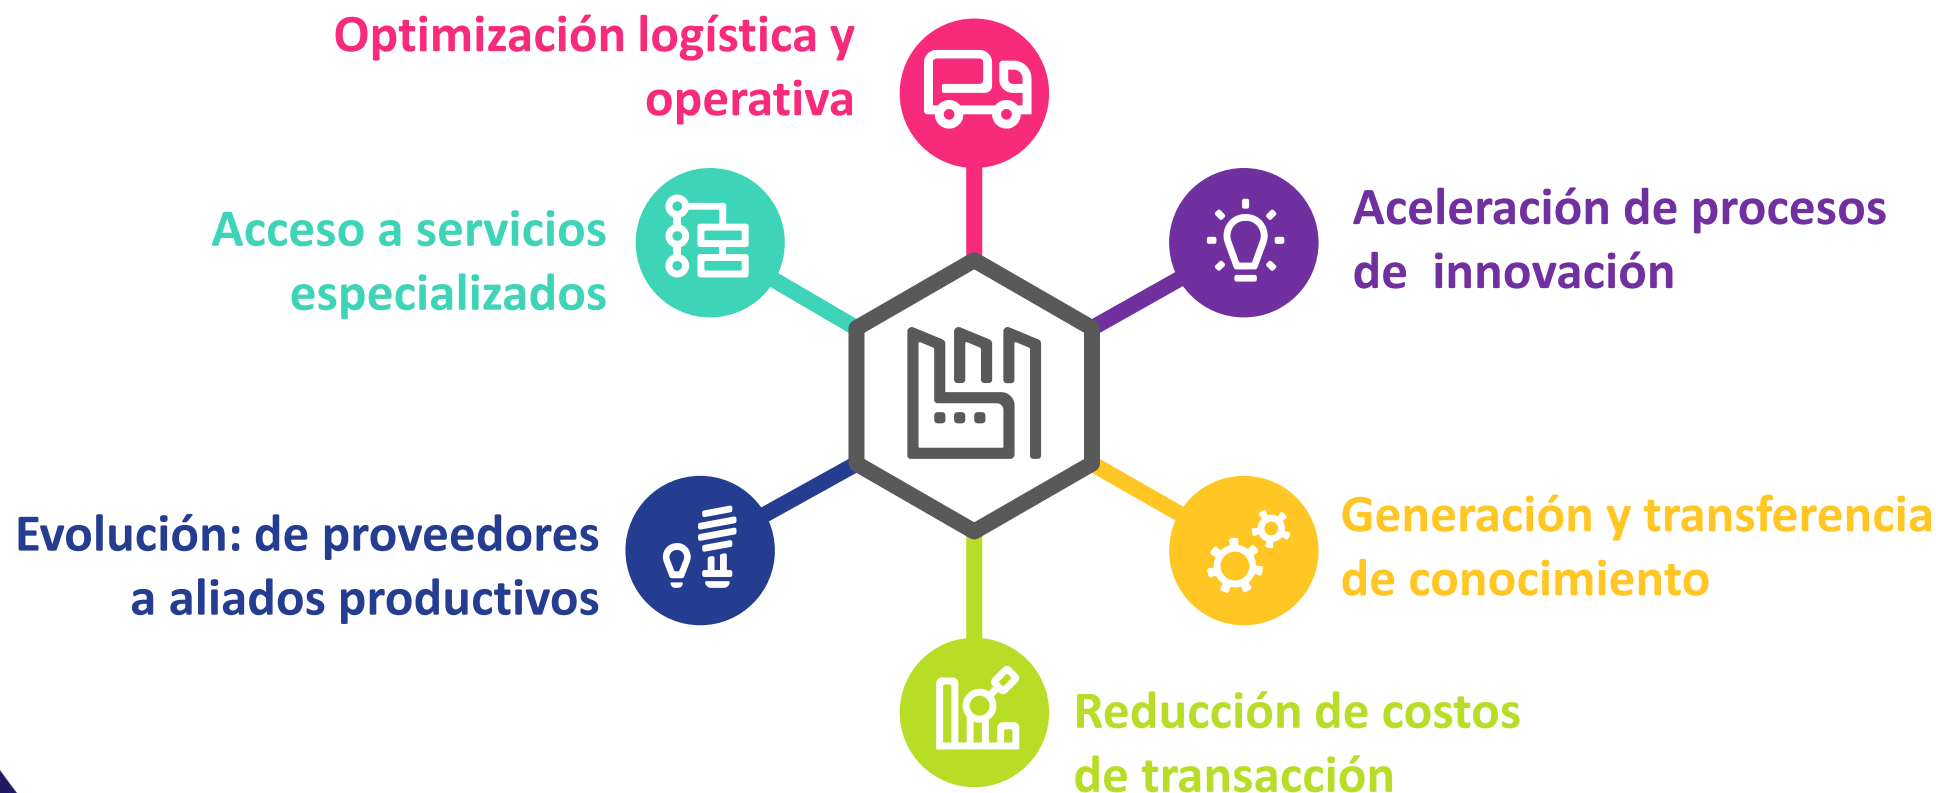 Optimización logística y
operativa
Acceso a servicios
especializados
Aceleración de procesos
de  innovación
Evolución: de proveedores
a aliados productivos
Generación y transferencia
de conocimiento
Reducción de costos
de transacción